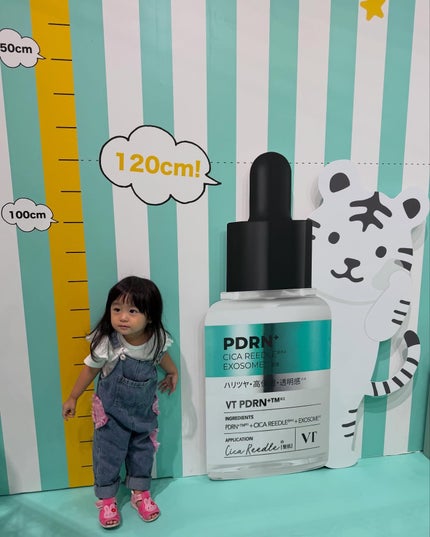 50cm
120cm!
100cm
PDRN+
CICA REEDLE
EXOSOME
ハリツヤ・高保湿・透明感
VT PDRN+TM
INGREDIENTS
PDRN+ + CICA REEDLE + EXOSOME
APPLICATION
Cica Reedle
VT